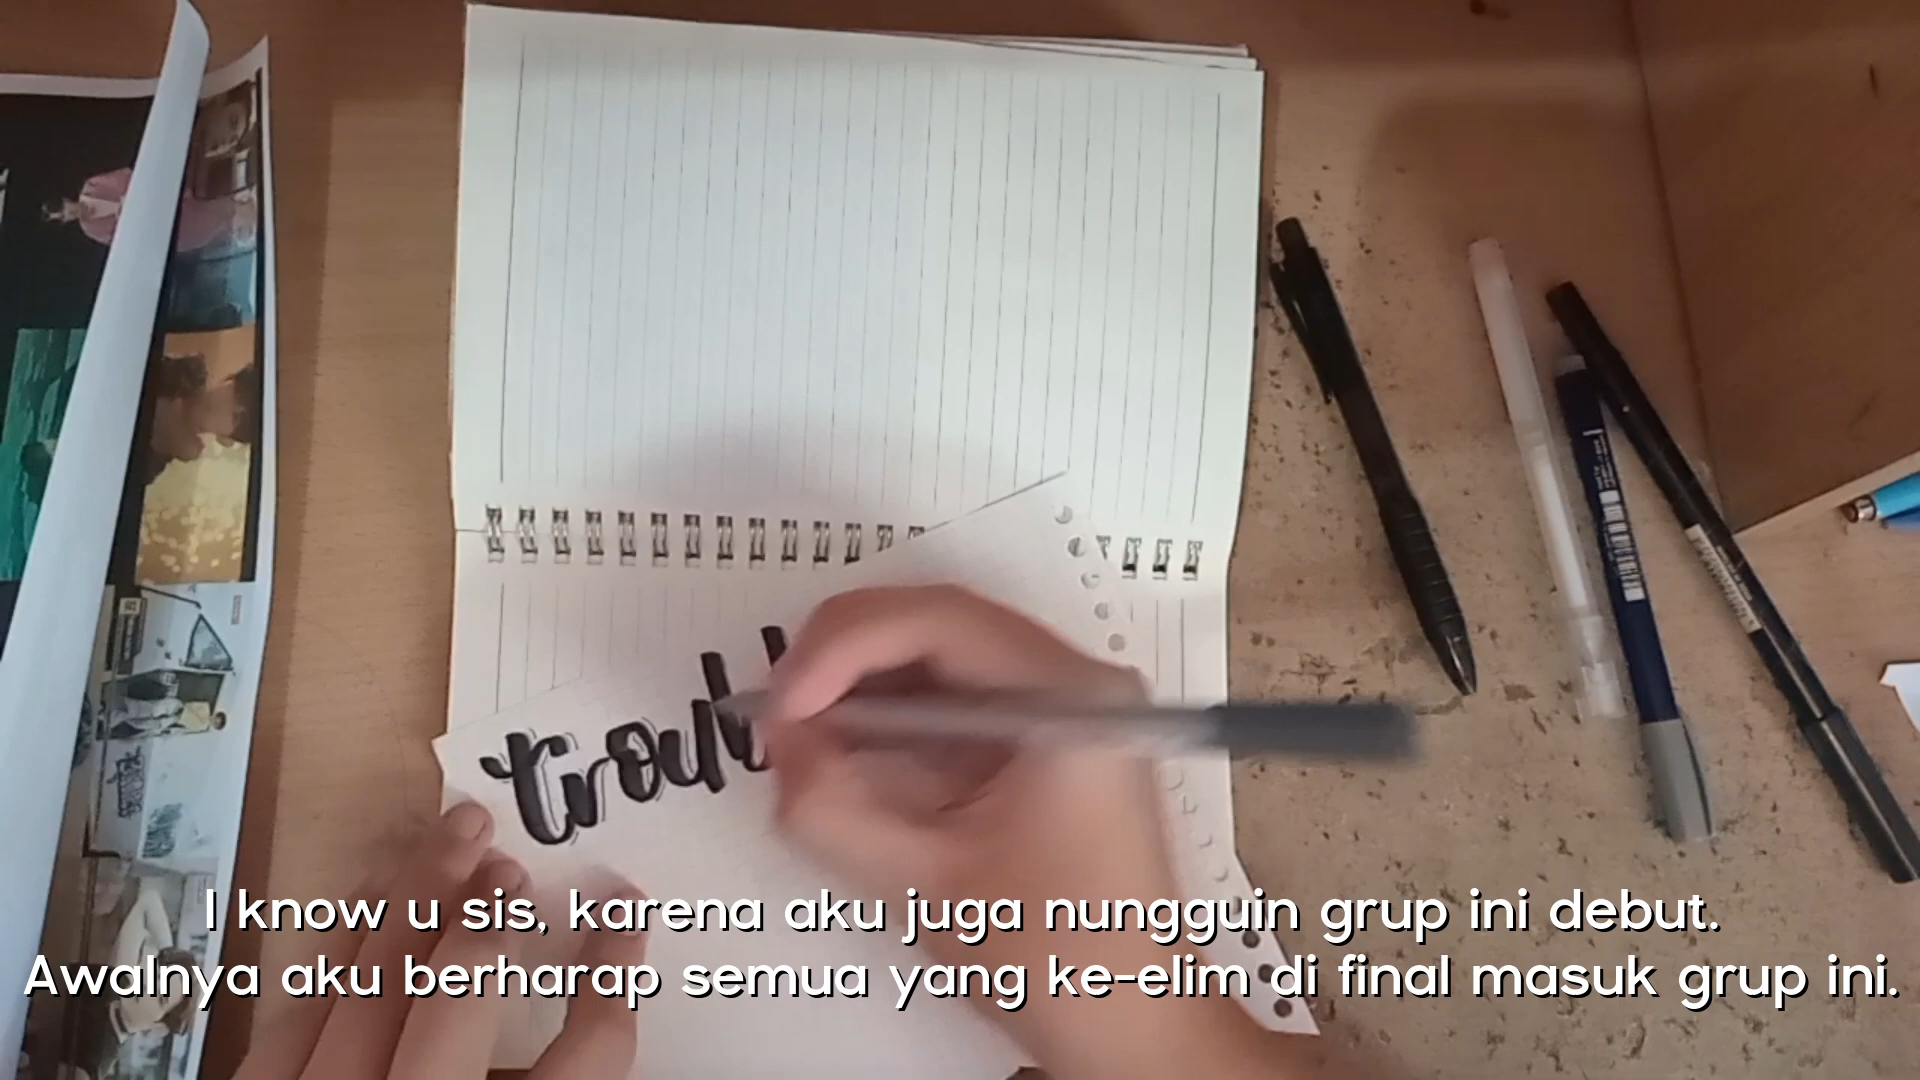 troubl
I know u sis, karena aku juga nungguin grup ini debut.
Awalnya aku berharap semua yang ke-elim di final masuk grup ini.